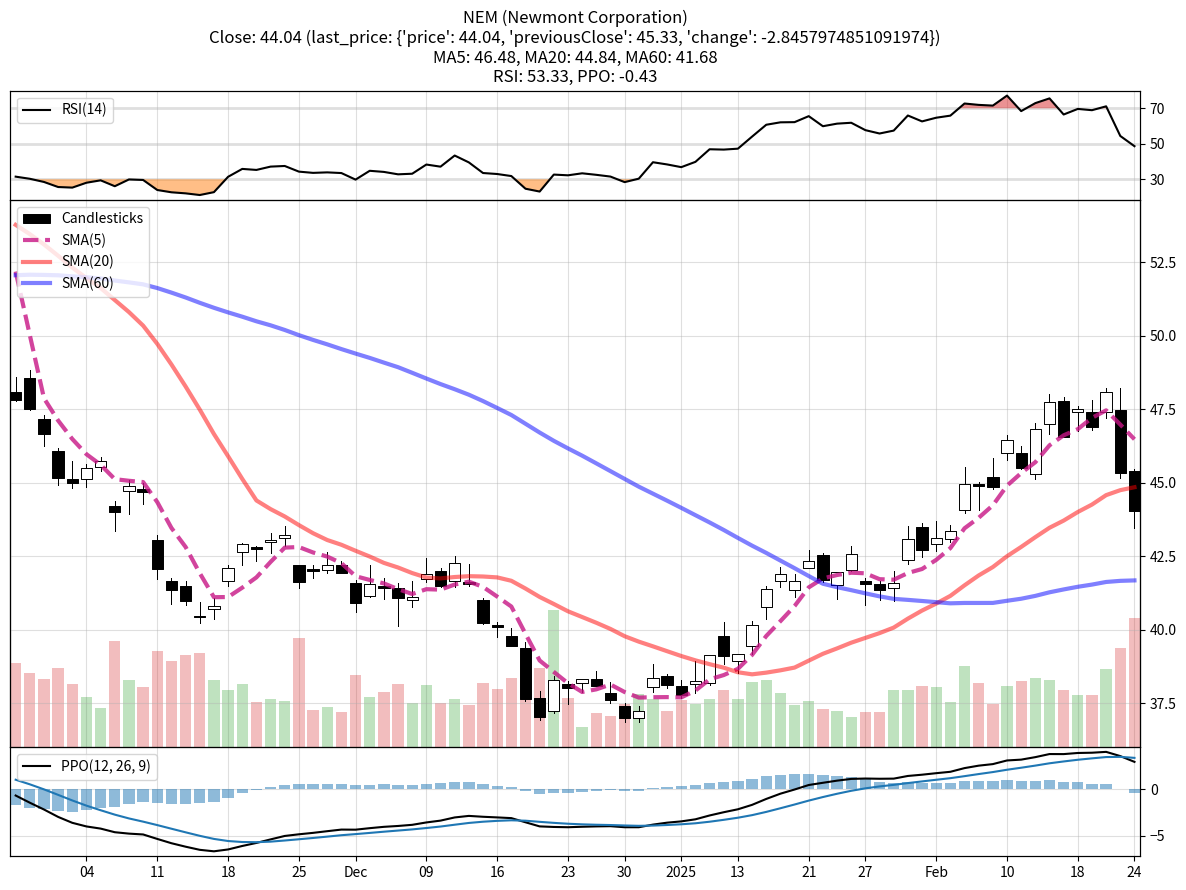 NEM (Newmont Corporation)
Close: 44.04 (last_price: {'price': 44.04, 'previousClose': 45.33, 'change': -2.8457974851091974})
MA5: 46.48, MA20: 44.84, MA60: 41.68
RSI: 53.33, PPO: -0.43
RSI(14)
70
50
30
Candlesticks
SMA(5)
SMA(20)
SMA(60)
52.5
50.0
47.5
45.0
42.5
40.0
37.5
PPO(12, 26, 9)
0
−5
04 11 18 25 Dec 09 16 23 30 2025 13 21 27 Feb 10 18 24